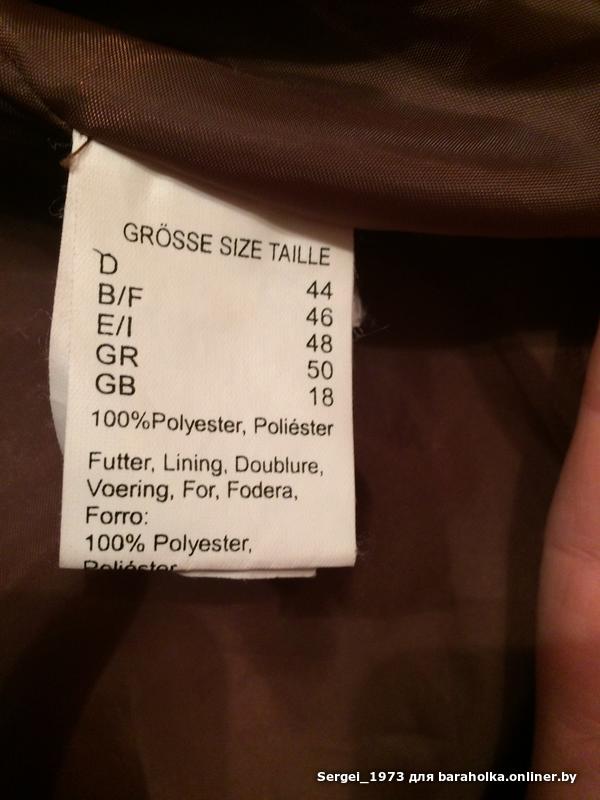 GRÖSSE SIZE TAILLE
D 44
B/F 46
E/I 48
GR 50
GB 18
100%Polyester, Poliéster
Futter, Lining, Doublure,
Voering, For, Fodera,
Forro:
100% Polyester,
Poliéster
Sergei_1973 для baraholka.onliner.by